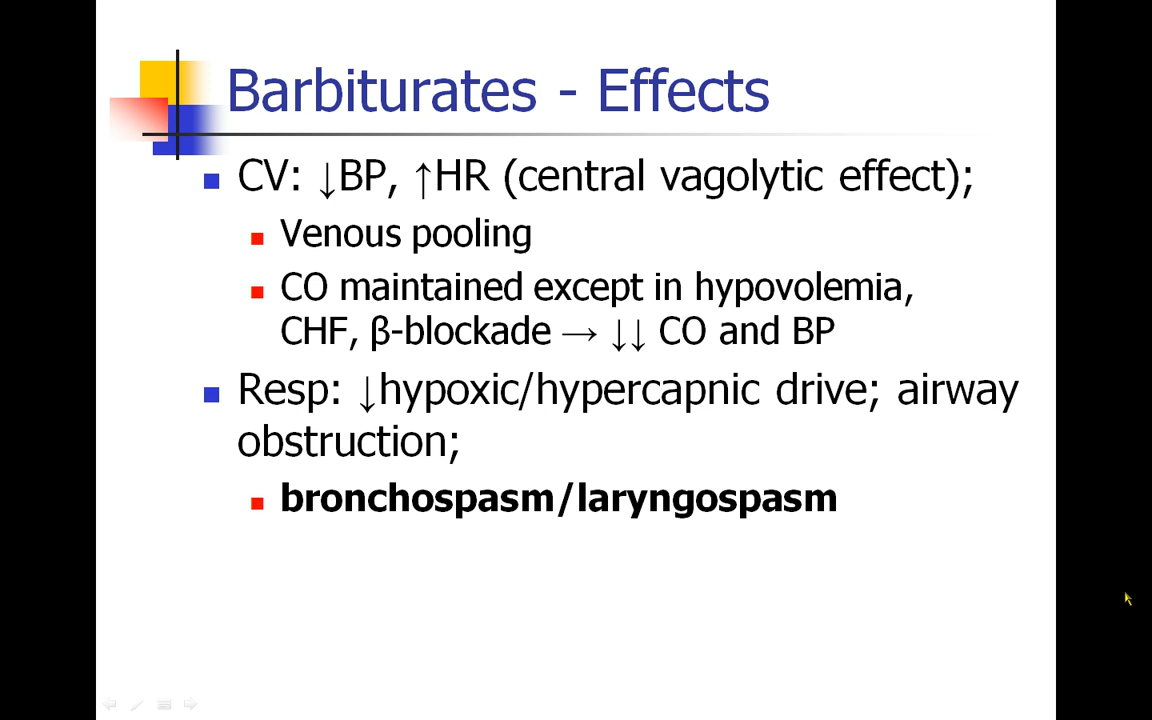 Barbiturates - Effects
CV: ↓BP, ↑HR (central vagolytic effect);
Venous pooling
CO maintained except in hypovolemia,
CHF, β-blockade → ↓↓ CO and BP
Resp: ↓hypoxic/hypercapnic drive; airway
obstruction;
bronchospasm/laryngospasm